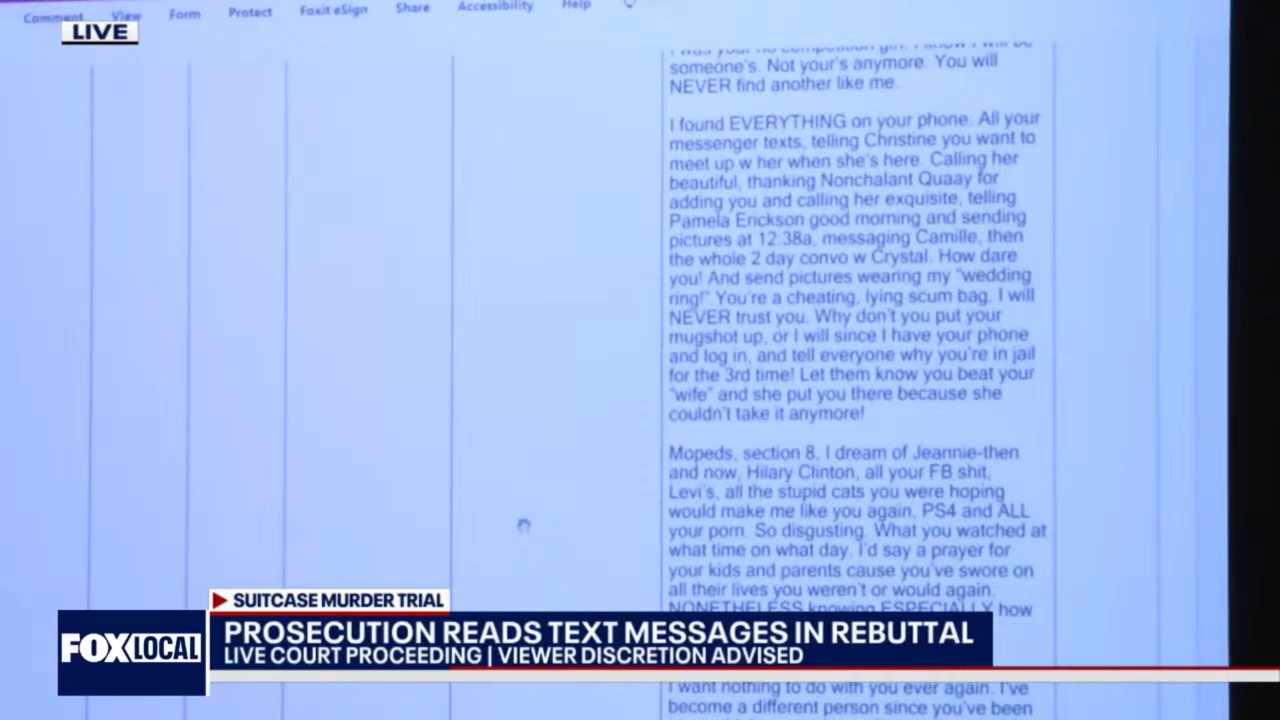 Comment View Form Protect Foxit eSign Share Accessibility Help
LIVE
someone's. Not your's anymore. You will
NEVER find another like me.
I found EVERYTHING on your phone. All your
messenger texts, telling Christine you want to
meet up w her when she's here. Calling her
beautiful, thanking Nonchalant Quaay for
adding you and calling her exquisite, telling
Pamela Erickson good morning and sending
pictures at 12:38a, messaging Camille, then
the whole 2 day convo w Crystal. How dare
you! And send pictures wearing my "wedding
ring!" You're a cheating, lying scum bag. I will
NEVER trust you. Why don't you put your
mugshot up, or I will since I have your phone
and log in, and tell everyone why you're in jail
for the 3rd time! Let them know you beat your
"wife" and she put you there because she
couldn't take it anymore!
Mopeds, section 8, I dream of Jeannie-then
and now, Hilary Clinton, all your FB shit,
Levi's, all the stupid cats you were hoping
would make me like you again, PS4 and ALL
your porn. So disgusting. What you watched at
what time on what day. I'd say a prayer for
your kids and parents cause you've swore on
all their lives you weren't or would again.
NONETHELESS knowing ESPECIALLY how
SUITCASE MURDER TRIAL
FOX LOCAL
PROSECUTION READS TEXT MESSAGES IN REBUTTAL
LIVE COURT PROCEEDING | VIEWER DISCRETION ADVISED
I want nothing to do with you ever again. I've
become a different person since you've been